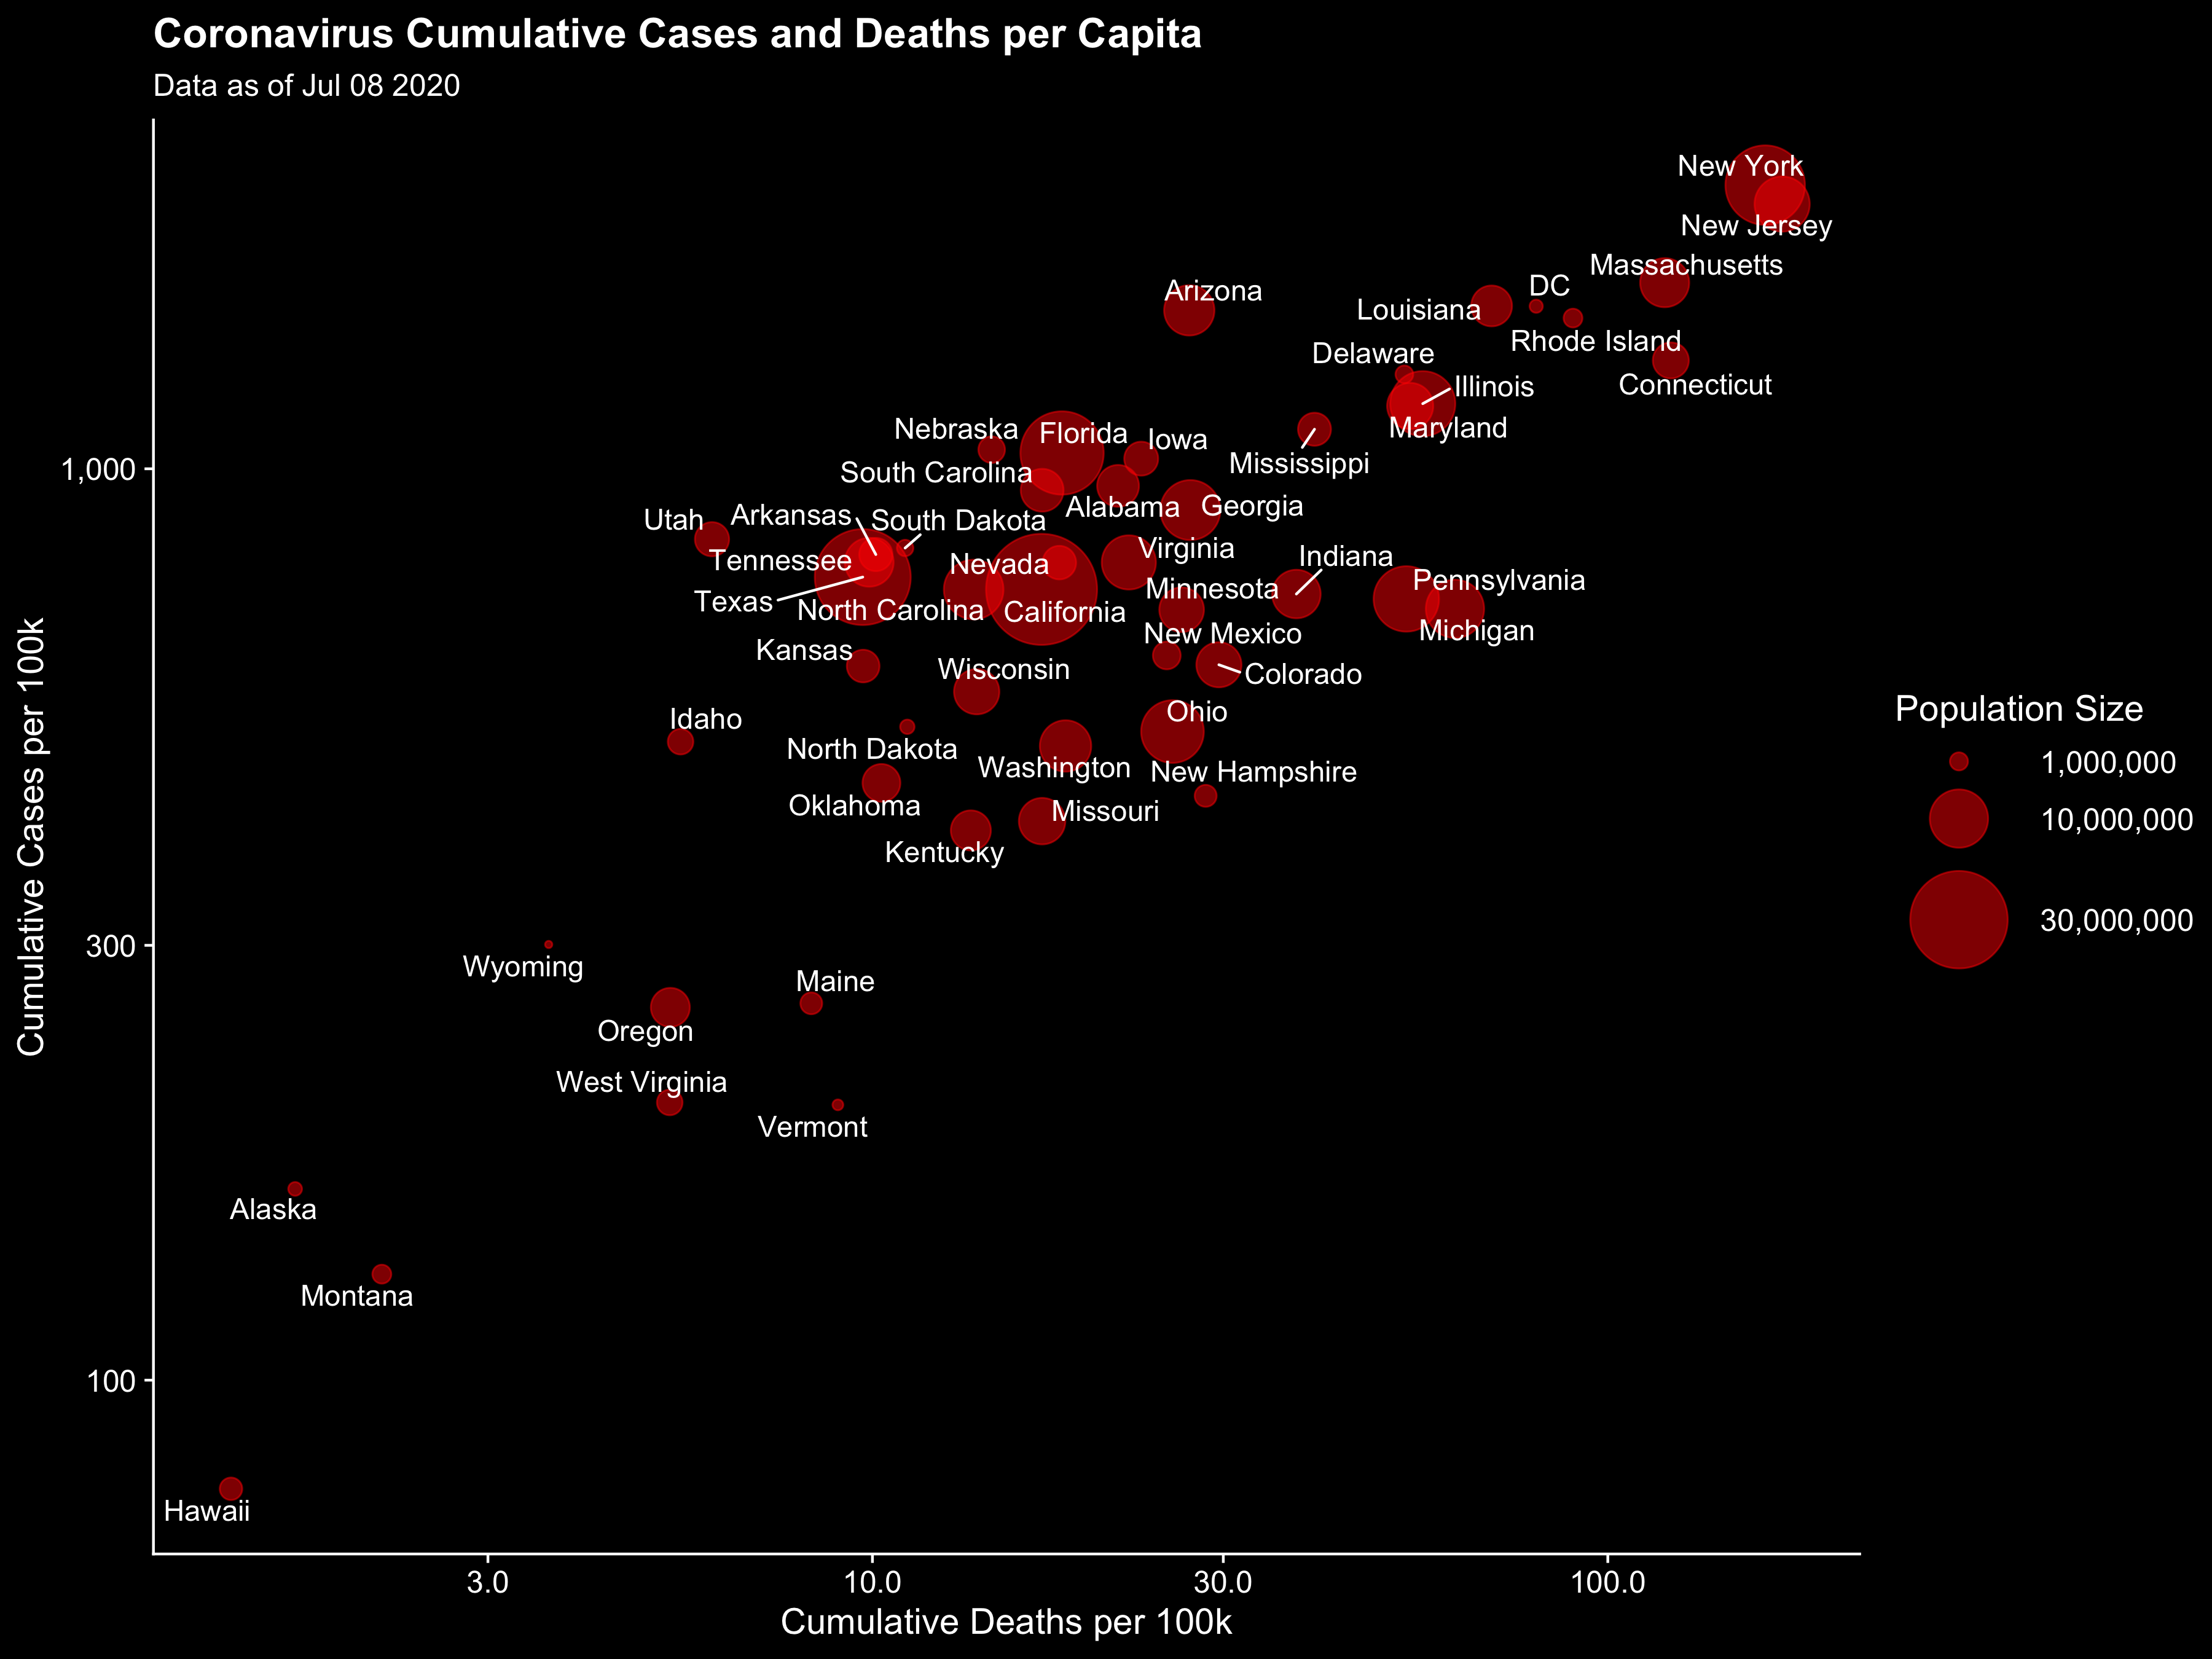 Coronavirus Cumulative Cases and Deaths per Capita
Data as of Jul 08 2020
New York
New Jersey
Massachusetts
DC
Arizona
Louisiana
Rhode Island
Delaware
Connecticut
Illinois
Maryland
Nebraska
Florida
Iowa
Mississippi
1,000
South Carolina
Alabama
Georgia
Utah
Arkansas
South Dakota
Tennessee
Nevada
Virginia
Indiana
Texas
North Carolina
California
Minnesota
Pennsylvania
Michigan
New Mexico
Kansas
Wisconsin
Colorado
Idaho
Ohio
North Dakota
Washington
New Hampshire
Oklahoma
Missouri
Kentucky
300
Wyoming
Maine
Oregon
West Virginia
Vermont
Alaska
Montana
100
Hawaii
3.0
10.0
30.0
100.0
Cumulative Deaths per 100k
Cumulative Cases per 100k
Population Size
1,000,000
10,000,000
30,000,000